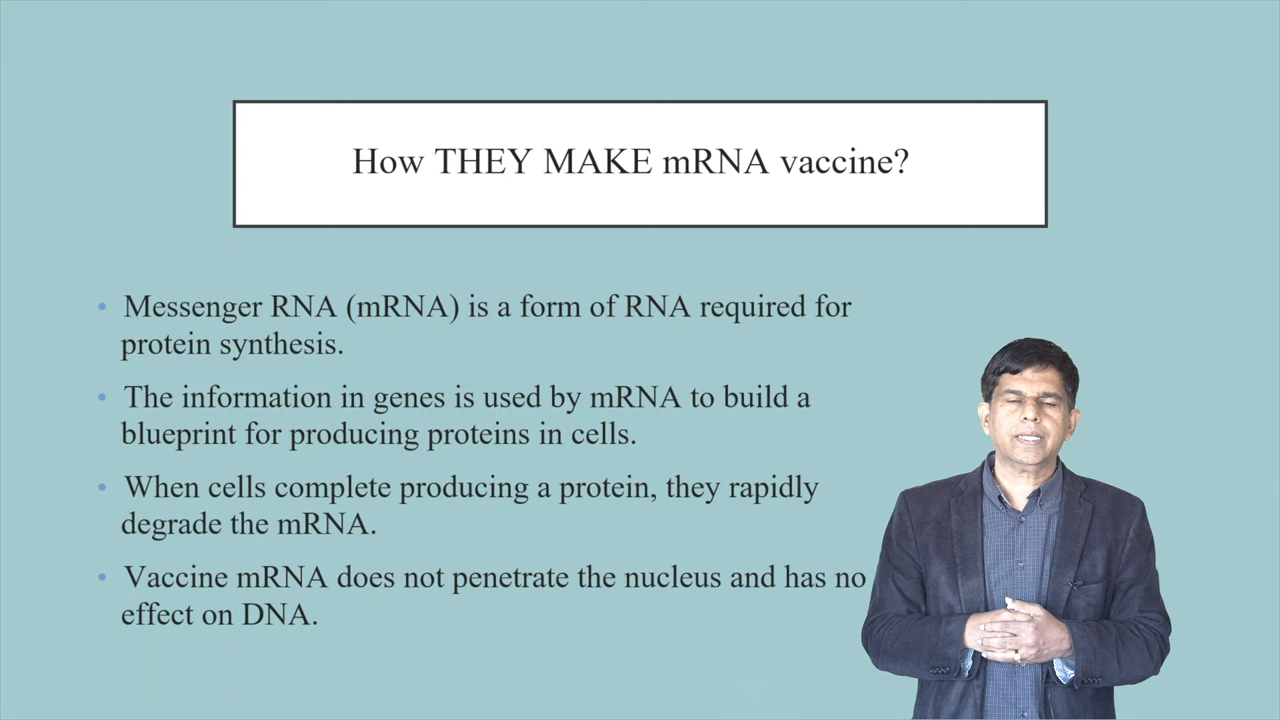 How THEY MAKE mRNA vaccine?
• Messenger RNA (mRNA) is a form of RNA required for
protein synthesis.
• The information in genes is used by mRNA to build a
blueprint for producing proteins in cells.
• When cells complete producing a protein, they rapidly
degrade the mRNA.
• Vaccine mRNA does not penetrate the nucleus and has no
effect on DNA.